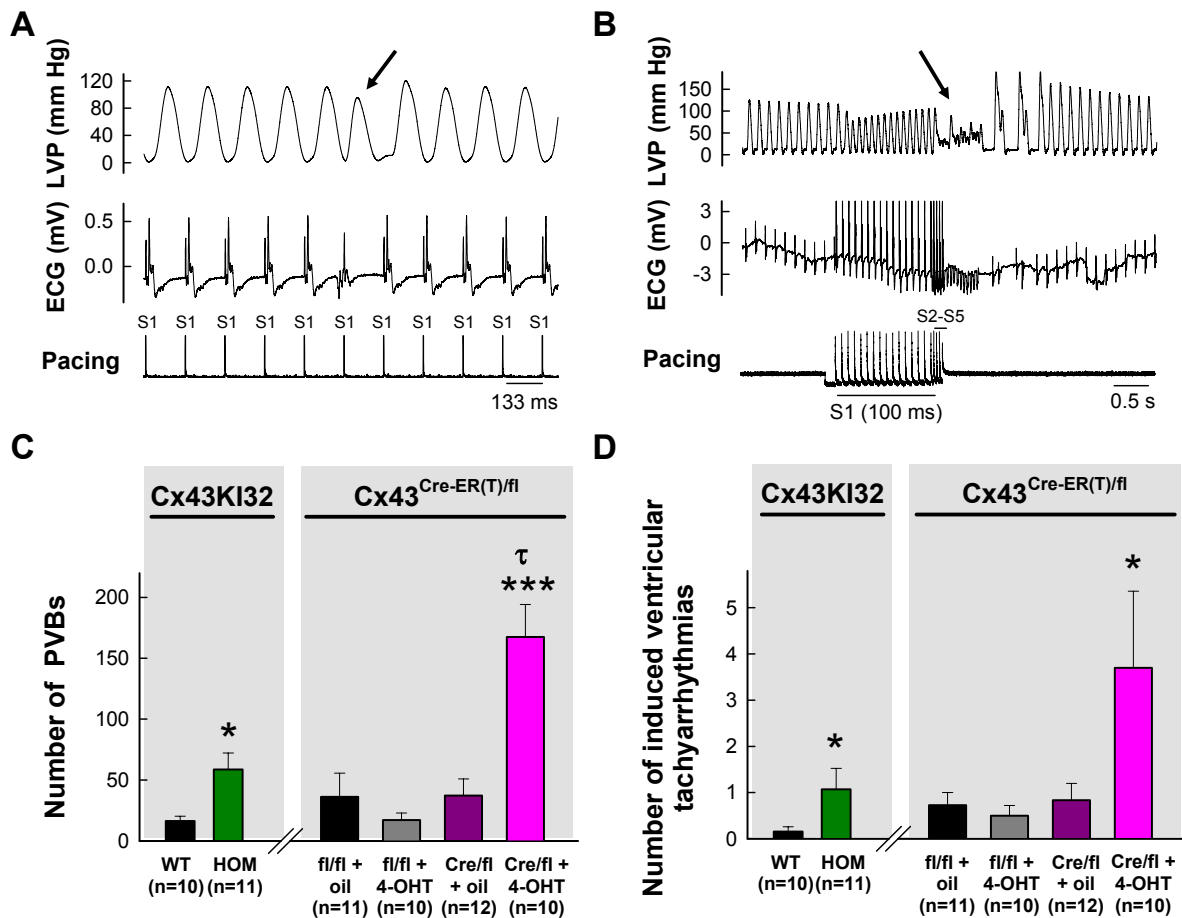 A
LVP (mm Hg)
120
80
40
0
ECG (mV)
0.5
0.0
S1 S1 S1 S1 S1 S1 S1 S1 S1 S1 S1
Pacing
133 ms
B
LVP (mm Hg)
150
100
50
0
ECG (mV)
3
0
-3
S2-S5
Pacing
S1 (100 ms)
0.5 s
C
Cx43KI32
Cx43Cre-ER(T)/fl
Number of PVBs
200
150
100
50
0
*
τ
***
WT
(n=10)
HOM
(n=11)
fl/fl +
oil
(n=11)
fl/fl +
4-OHT
(n=10)
Cre/fl
+ oil
(n=12)
Cre/fl +
4-OHT
(n=10)
D
Cx43KI32
Cx43Cre-ER(T)/fl
Number of induced ventricular
tachyarrhythmias
5
4
3
2
1
0
*
*
WT
(n=10)
HOM
(n=11)
fl/fl +
oil
(n=11)
fl/fl +
4-OHT
(n=10)
Cre/fl
+ oil
(n=12)
Cre/fl +
4-OHT
(n=10)